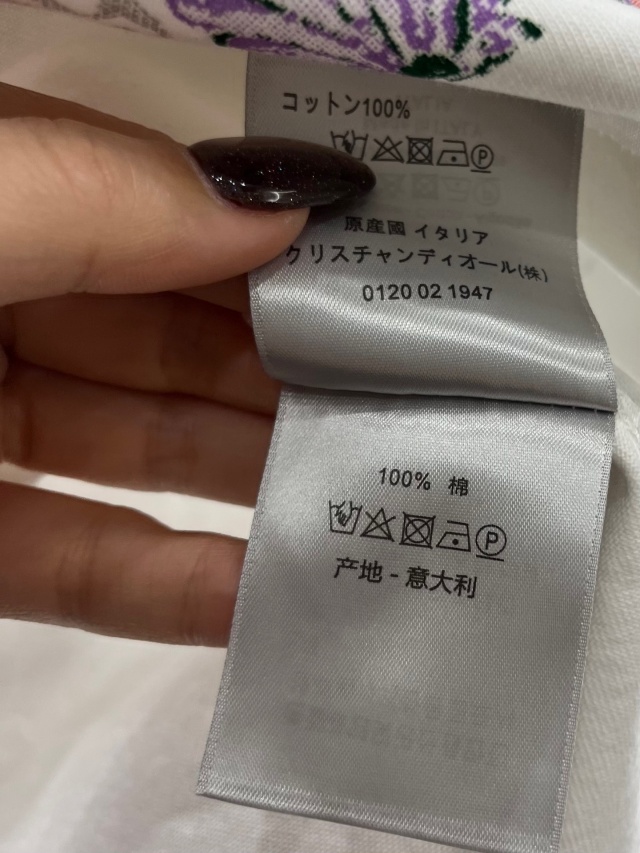 コットン100%
P
原産國 イタリア
クリスチャンディオール(株)
0120 02 1947
100% 棉
P
产地 - 意大利